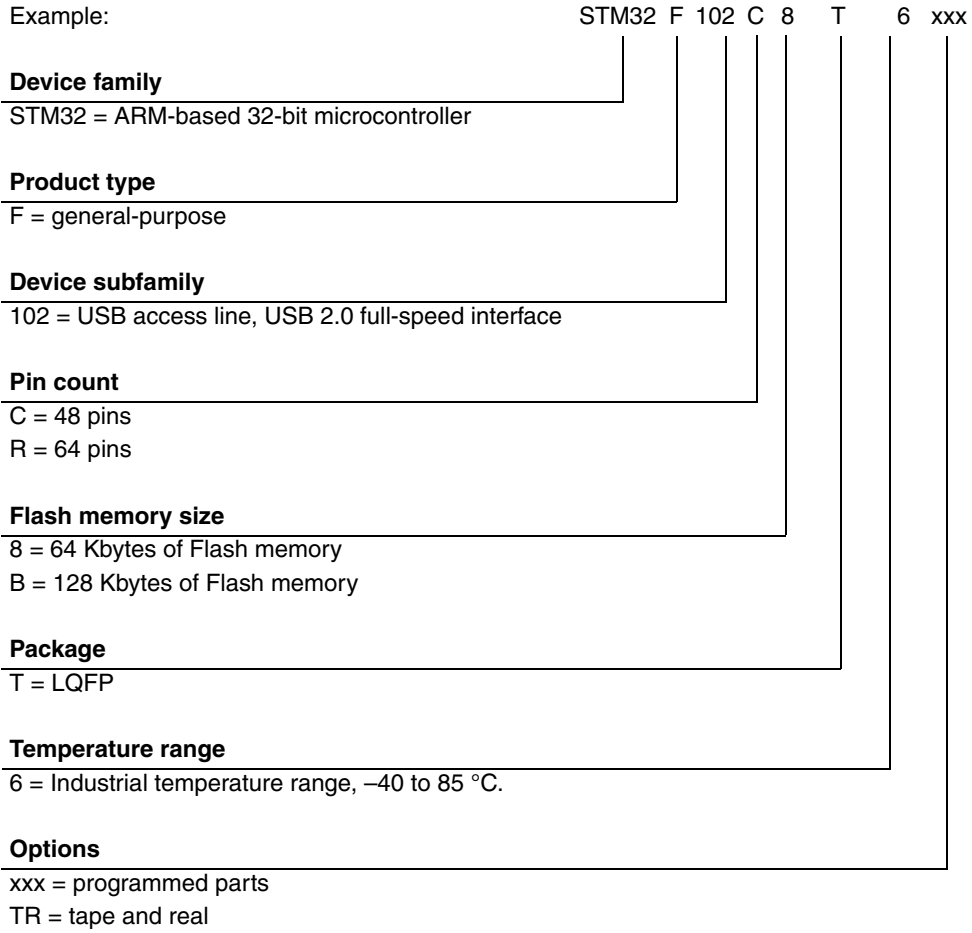 Example: STM32 F 102 C 8 T 6 xxx
Device family
STM32 = ARM-based 32-bit microcontroller
Product type
F = general-purpose
Device subfamily
102 = USB access line, USB 2.0 full-speed interface
Pin count
C = 48 pins
R = 64 pins
Flash memory size
8 = 64 Kbytes of Flash memory
B = 128 Kbytes of Flash memory
Package
T = LQFP
Temperature range
6 = Industrial temperature range, –40 to 85 °C.
Options
xxx = programmed parts
TR = tape and real